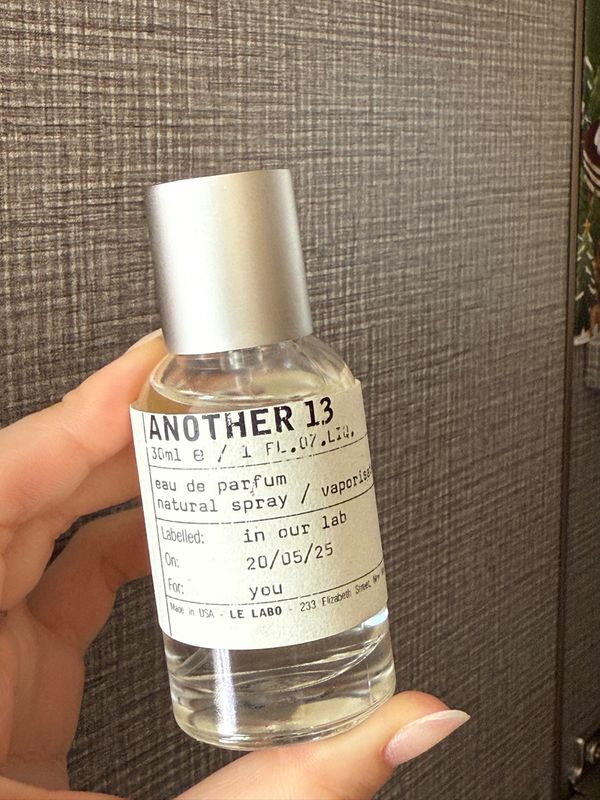 ANOTHER 13
30ml e / 1 FL.OZ.LIQ.
eau de parfum
natural spray /
Labelled: in our lab
On: 20/05/25
For: you
Made in USA - LE LABO - 233 Elizabeth Street, New